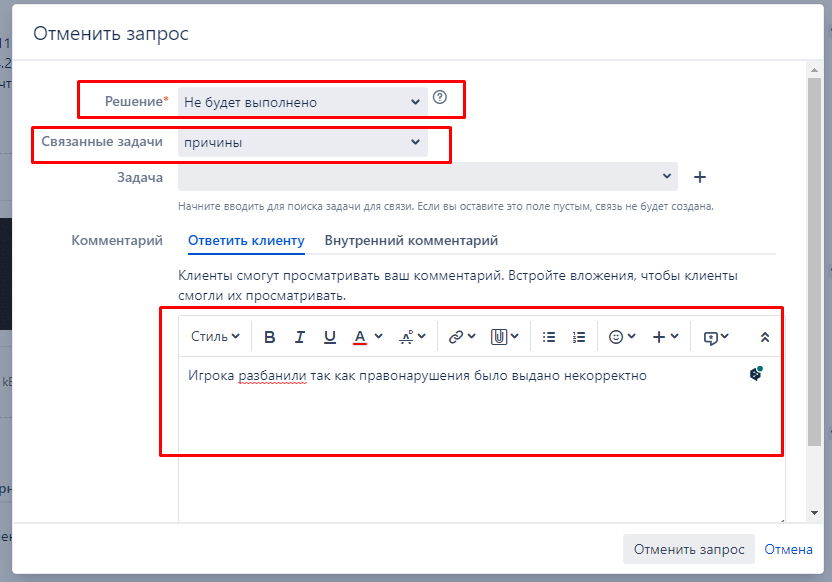 Отменить запрос
Решение*
Не будет выполнено
Связанные задачи
причины
Задача
Начните вводить для поиска задачи для связи. Если вы оставите это поле пустым, связь не будет создана.
Комментарий
Ответить клиенту
Внутренний комментарий
Клиенты смогут просматривать ваш комментарий. Встройте вложения, чтобы клиенты
смогли их просматривать.
Стиль
Игрока разбанили так как правонарушения было выдано некорректно
Отменить запрос
Отмена